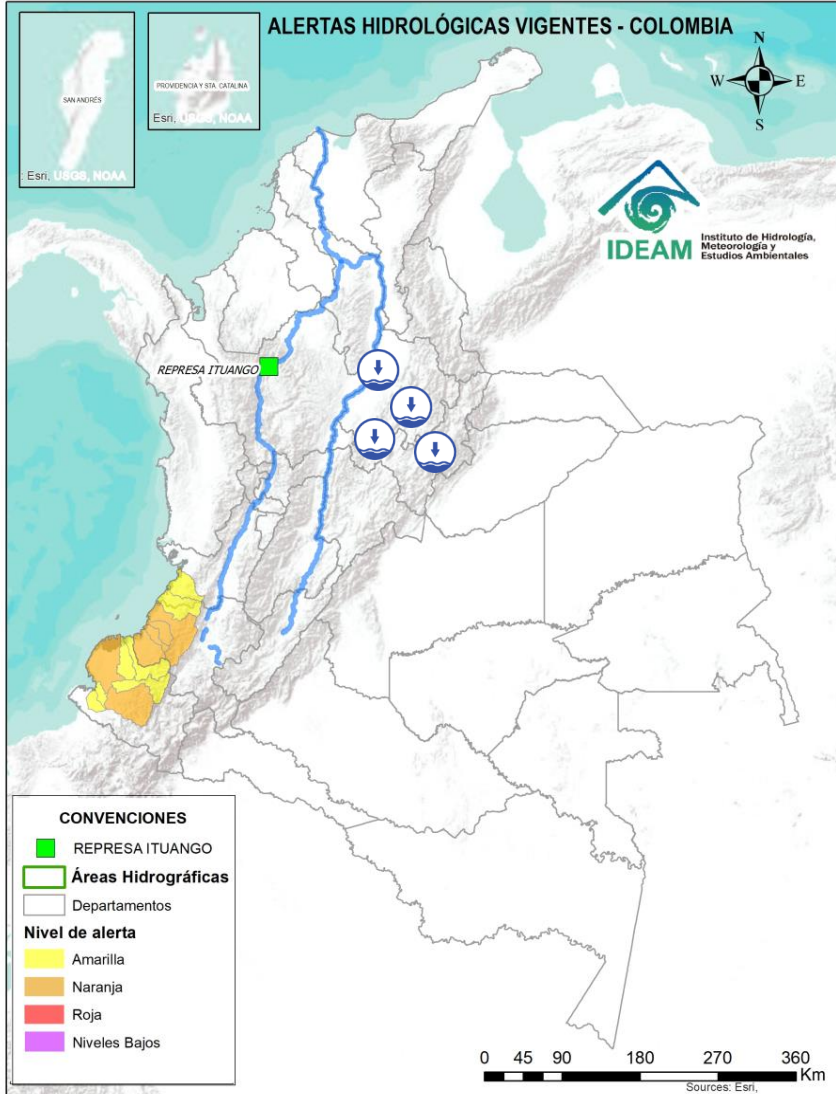 ALERTAS HIDROLÓGICAS VIGENTES - COLOMBIA
SAN ANDRÉS
Esri, USGS, NOAA
PROVIDENCIA Y STA. CATALINA
Esri, USGS, NOAA
N
W
E
S
IDEAM
Instituto de Hidrología,
Meteorología y
Estudios Ambientales
REPRESA ITUANGO
CONVENCIONES
REPRESA ITUANGO
Áreas Hidrográficas
Departamentos
Nivel de alerta
Amarilla
Naranja
Roja
Niveles Bajos
0 45 90 180 270 360
Km
Sources: Esri,